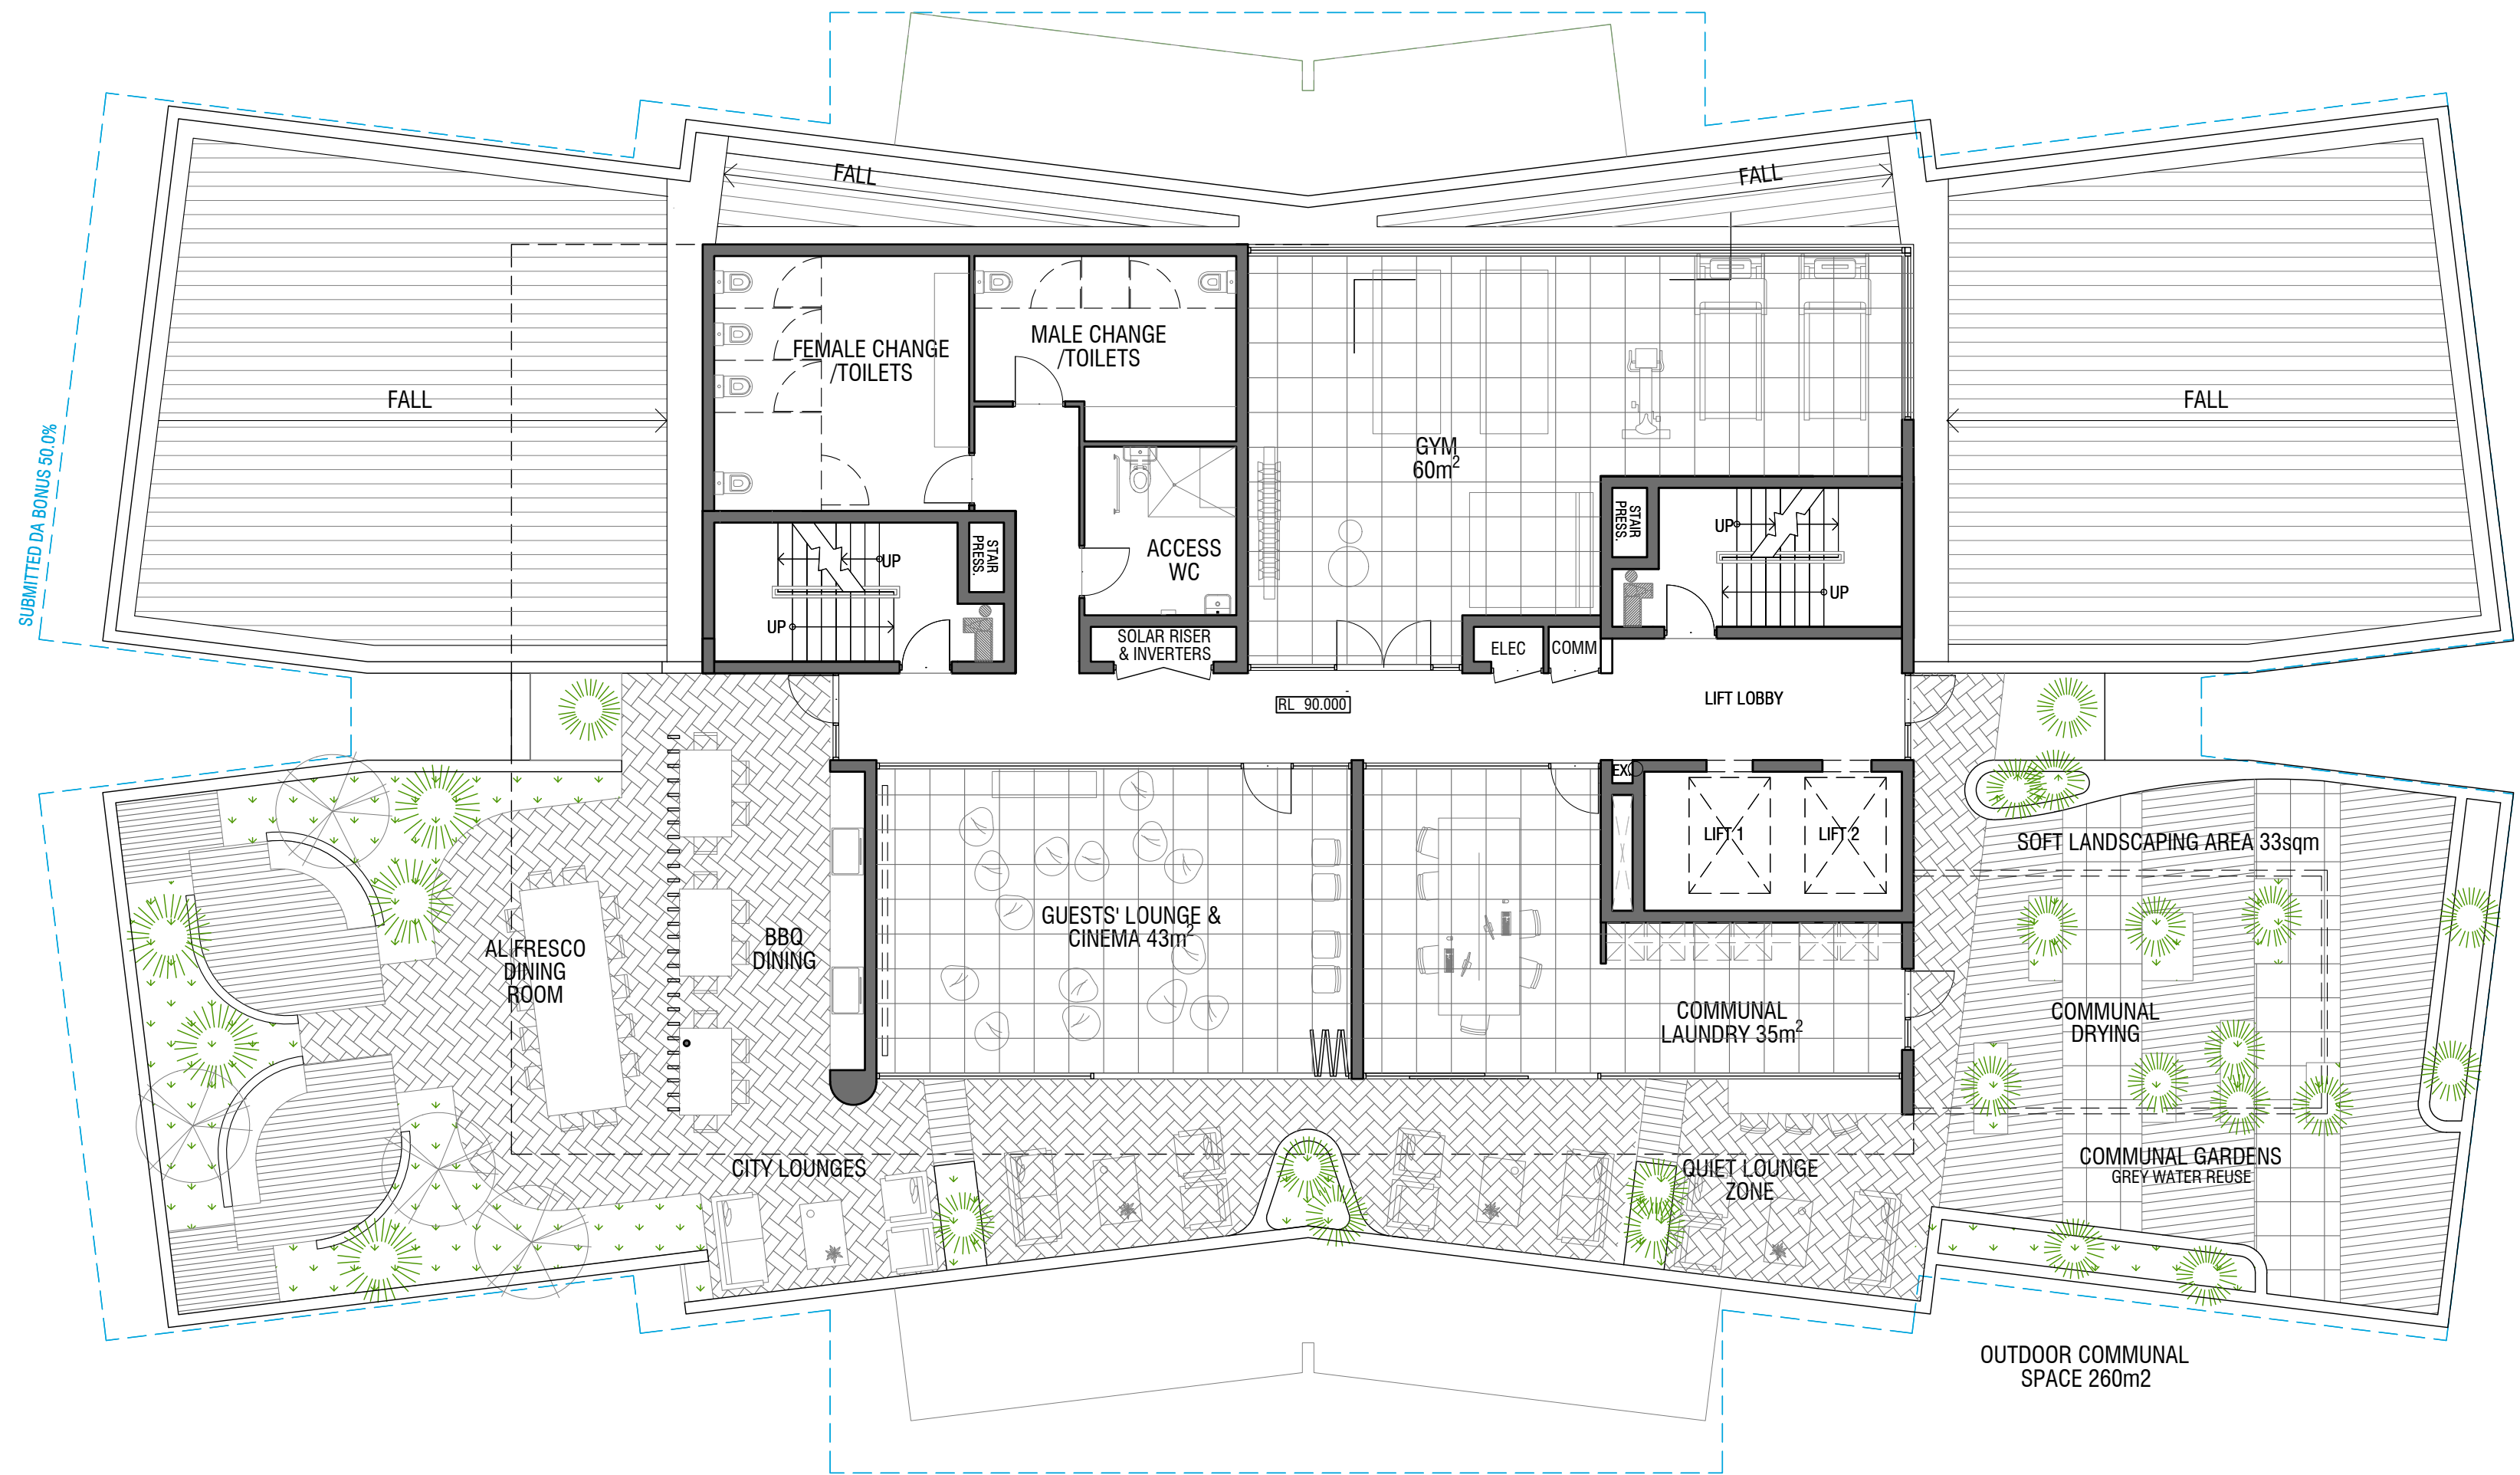 FALL
FALL
FEMALE CHANGE
/TOILETS
MALE CHANGE
/TOILETS
FALL
FALL
GYM
60m²
SUBMITTED DA BONUS 50.0%
STAIR
PRESS.
UP
UP
STAIR
PRESS.
UP
UP
ACCESS
WC
SOLAR RISER
& INVERTERS
ELEC
COMM
LIFT LOBBY
RL 90.000
EX.
LIFT 1
LIFT 2
SOFT LANDSCAPING AREA 33sqm
GUESTS' LOUNGE &
CINEMA 43m²
BBQ
DINING
AL FRESCO
DINING
ROOM
COMMUNAL
LAUNDRY 35m²
COMMUNAL
DRYING
CITY LOUNGES
QUIET LOUNGE
ZONE
COMMUNAL GARDENS
GREY WATER REUSE
OUTDOOR COMMUNAL
SPACE 260m2